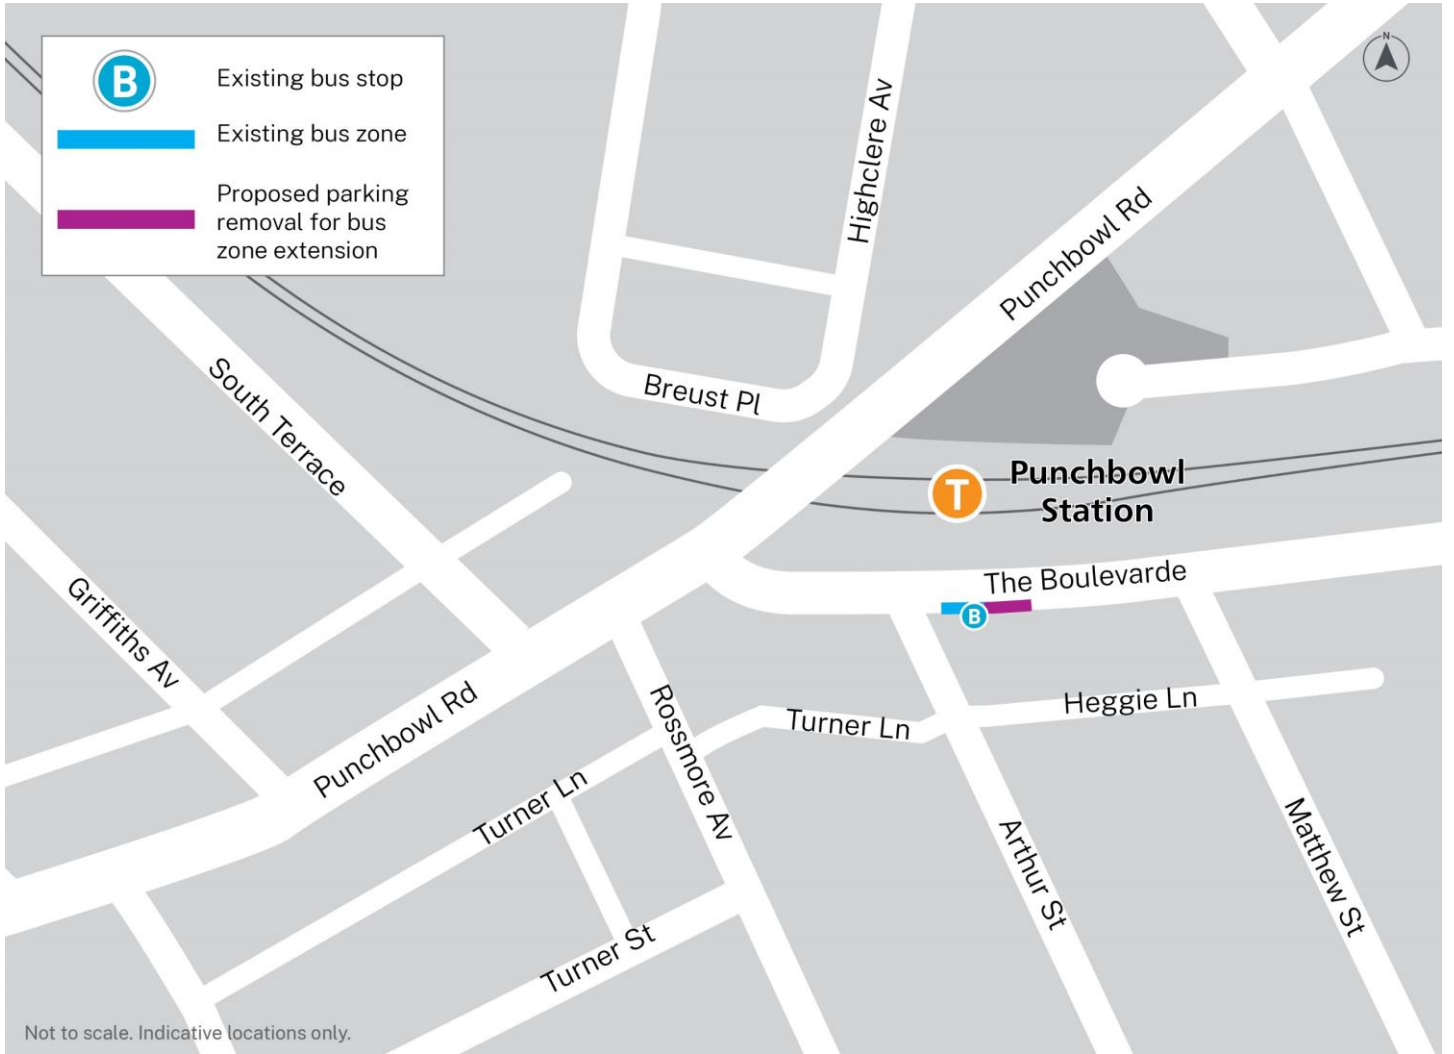 B
Existing bus stop
Existing bus zone
Proposed parking
removal for bus
zone extension
N
Highclere Av
Punchbowl Rd
South Terrace
Breust Pl
T
Punchbowl
Station
The Boulevarde
B
Griffiths Av
Punchbowl Rd
Rossmore Av
Turner Ln
Heggie Ln
Turner Ln
Arthur St
Matthew St
Turner St
Not to scale. Indicative locations only.